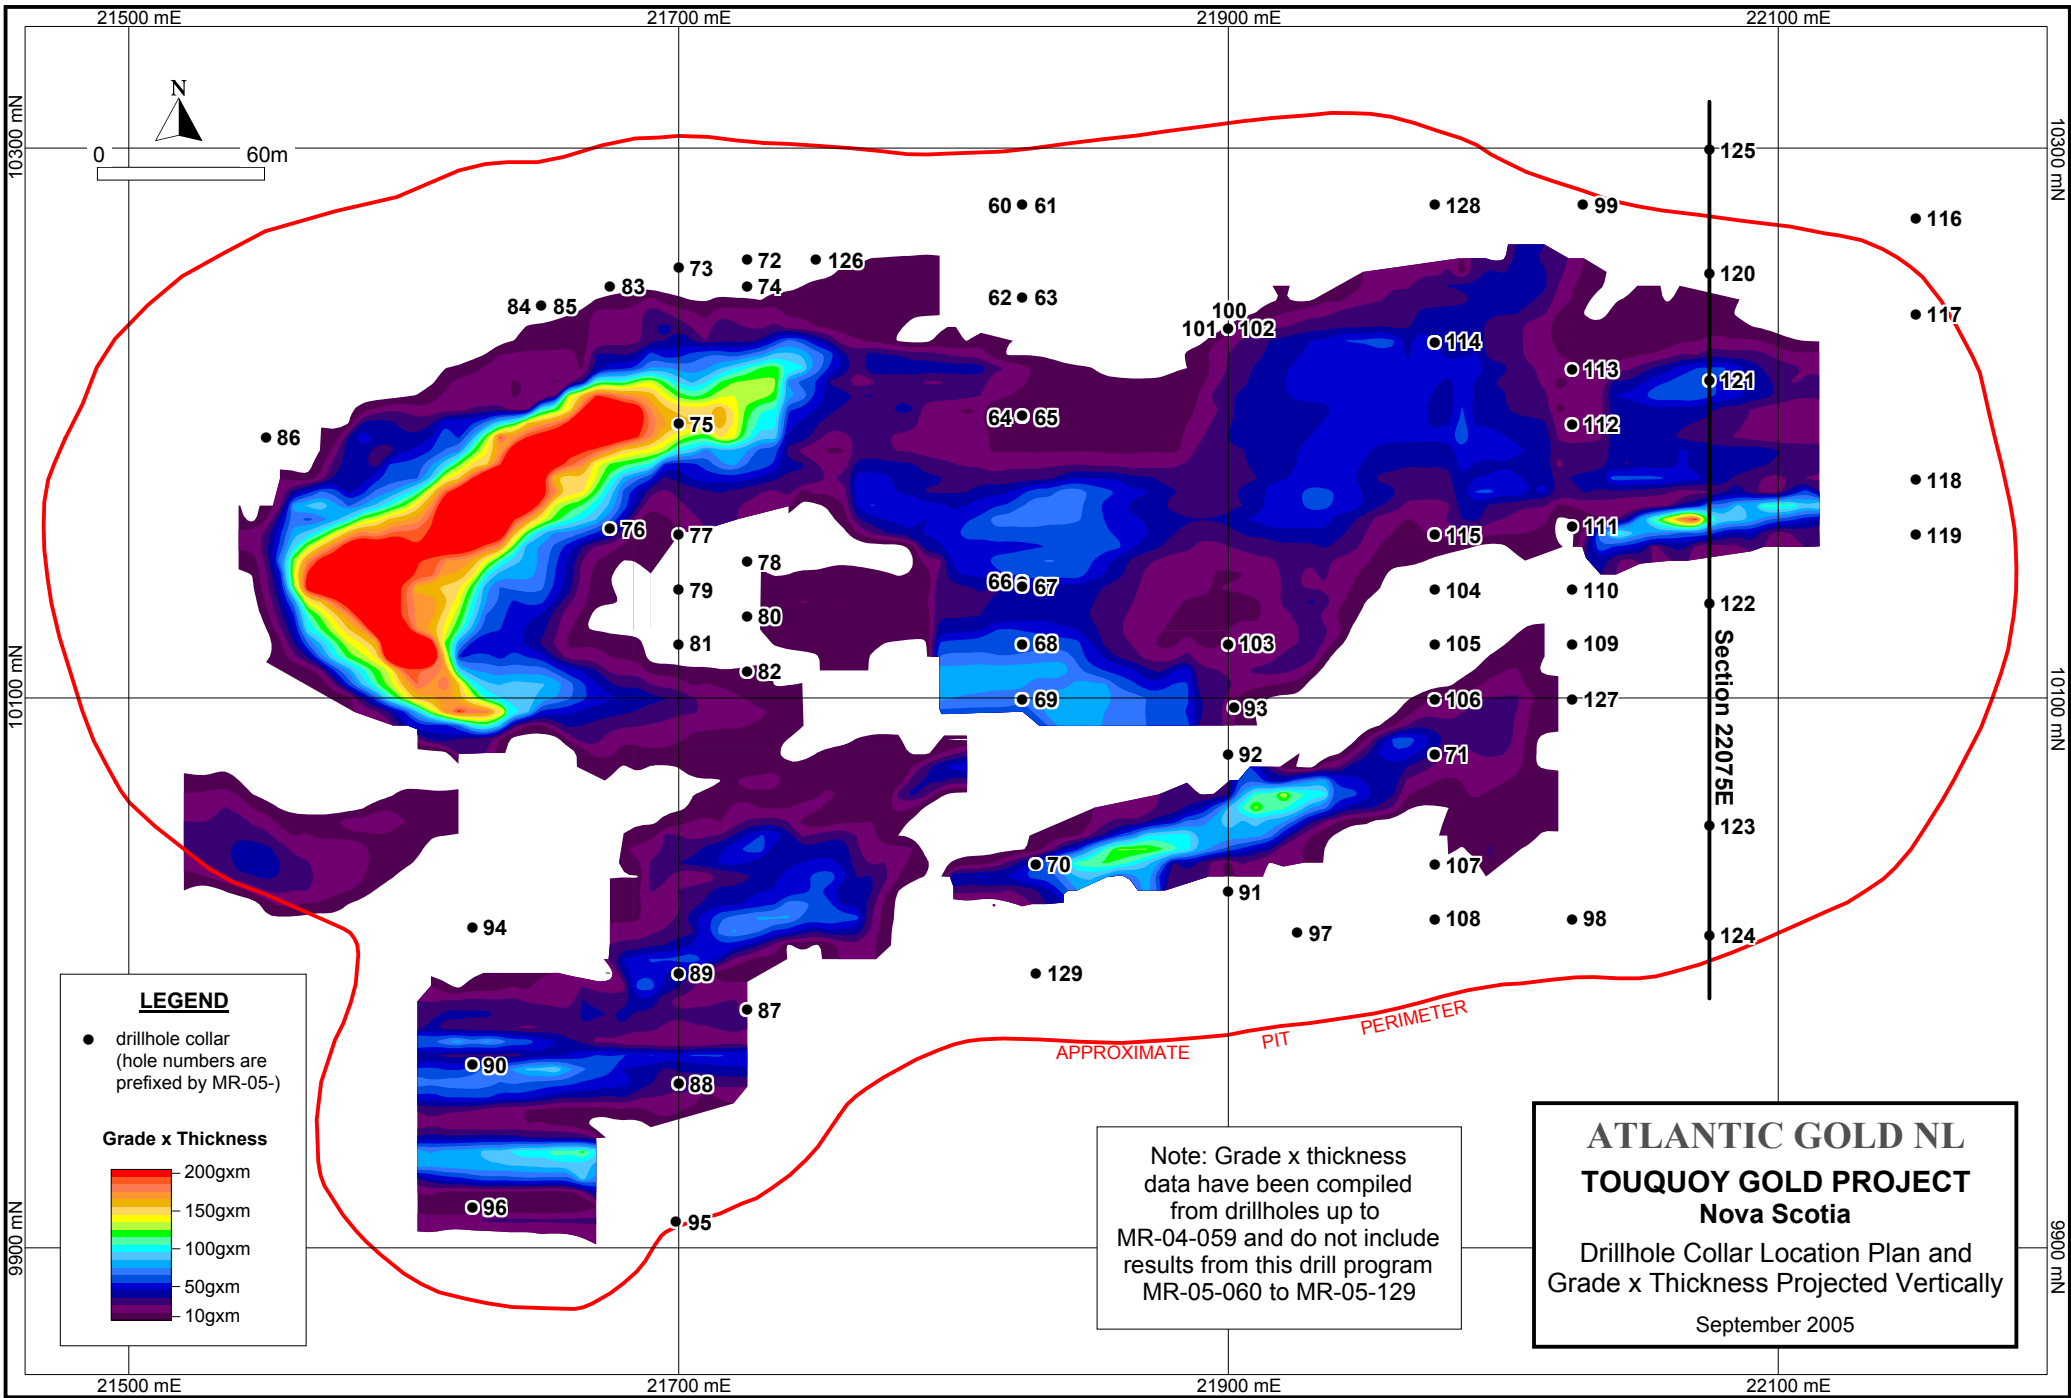 21500 mE
21700 mE
21900 mE
22100 mE
10300 mN
10300 mN
N
0
60m
125
60
61
128
99
116
73
72
126
120
83
74
84
85
62
63
117
100
101
102
114
113
121
64
65
112
75
86
118
76
77
111
115
119
78
66
67
79
104
110
122
80
81
68
103
105
109
82
Section 22075E
10100 mN
10100 mN
69
93
106
127
92
71
123
70
107
91
94
97
108
98
124
89
129
87
90
88
96
95
APPROXIMATE
PIT
PERIMETER
LEGEND
drillhole collar
(hole numbers are
prefixed by MR-05-)
Grade x Thickness
200gxm
150gxm
100gxm
50gxm
10gxm
Note: Grade x thickness
data have been compiled
from drillholes up to
MR-04-059 and do not include
results from this drill program
MR-05-060 to MR-05-129
ATLANTIC GOLD NL
TOUQUOY GOLD PROJECT
Nova Scotia
Drillhole Collar Location Plan and
Grade x Thickness Projected Vertically
September 2005
9900 mN
9900 mN
21500 mE
21700 mE
21900 mE
22100 mE